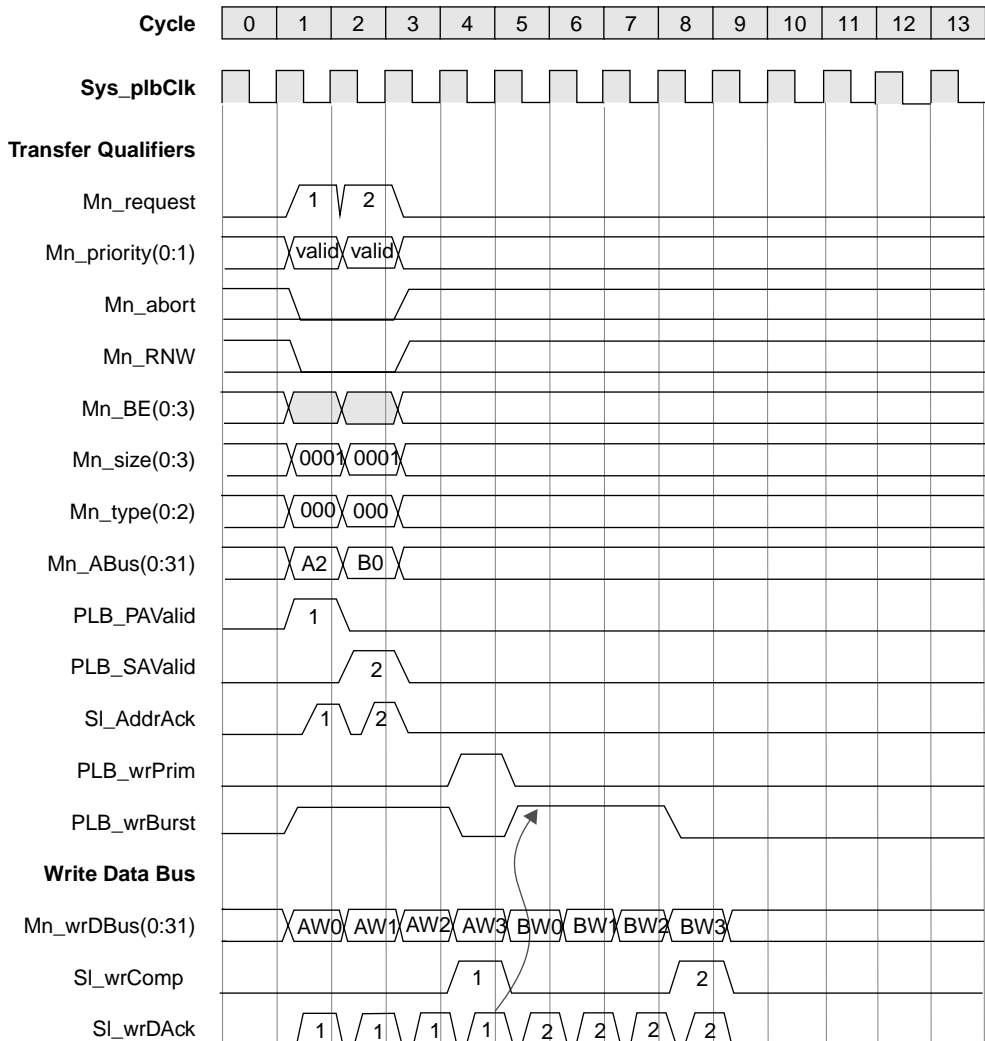 Cycle 0 1 2 3 4 5 6 7 8 9 10 11 12 13
Sys_plbClk
Transfer Qualifiers
Mn_request 1 2
Mn_priority(0:1) valid valid
Mn_abort
Mn_RNW
Mn_BE(0:3)
Mn_size(0:3) 0001 0001
Mn_type(0:2) 000 000
Mn_ABus(0:31) A2 B0
PLB_PAValid 1
PLB_SAValid 2
Sl_AddrAck 1 2
PLB_wrPrim
PLB_wrBurst
Write Data Bus
Mn_wrDBus(0:31) AW0 AW1 AW2 AW3 BW0 BW1 BW2 BW3
Sl_wrComp 1 2
Sl_wrDAck 1 1 1 1 2 2 2 2